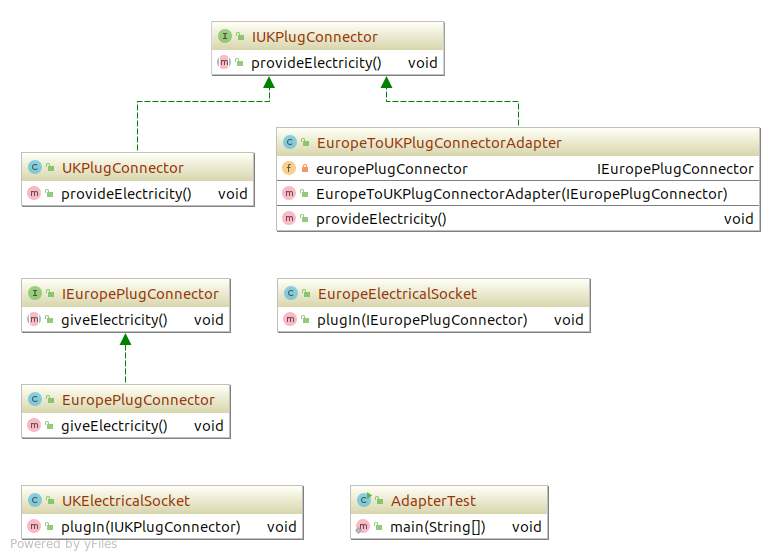 IUKPlugConnector
provideElectricity() void
UKPlugConnector
provideElectricity() void
EuropeToUKPlugConnectorAdapter
europePlugConnector IEuropePlugConnector
EuropeToUKPlugConnectorAdapter(IEuropePlugConnector)
provideElectricity() void
IEuropePlugConnector
giveElectricity() void
EuropeElectricalSocket
plugIn(IEuropePlugConnector) void
EuropePlugConnector
giveElectricity() void
UKElectricalSocket
plugIn(IUKPlugConnector) void
AdapterTest
main(String[]) void
Powered by yFiles